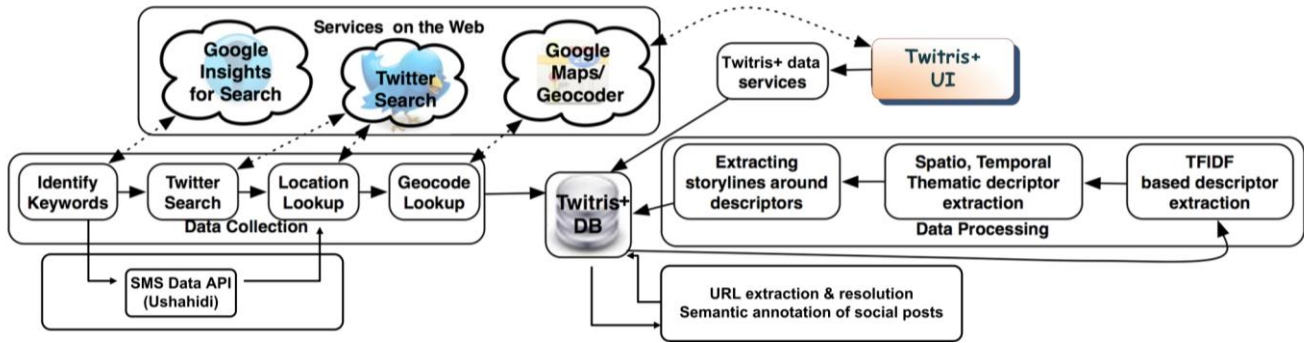 Services on the Web
Google
Insights
for Search
Twitter
Search
Google
Maps/
Geocoder
Twitris+ data
services
Twitris+
UI
Identify
Keywords
Twitter
Search
Location
Lookup
Geocode
Lookup
Data Collection
Twitris+
DB
Extracting
storylines around
descriptors
Spatio, Temporal
Thematic decriptor
extraction
TFIDF
based descriptor
extraction
Data Processing
SMS Data API
(Ushahidi)
URL extraction & resolution
Semantic annotation of social posts